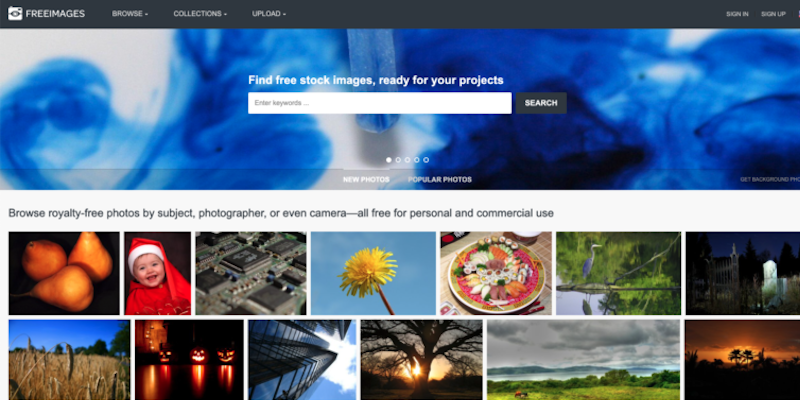 FREEIMAGES BROWSE COLLECTIONS UPLOAD SIGN IN SIGN UP
Find free stock images, ready for your projects
Enter keywords ... SEARCH
NEW PHOTOS POPULAR PHOTOS GET BACKGROUND
Browse royalty-free photos by subject, photographer, or even camera—all free for personal and commercial use